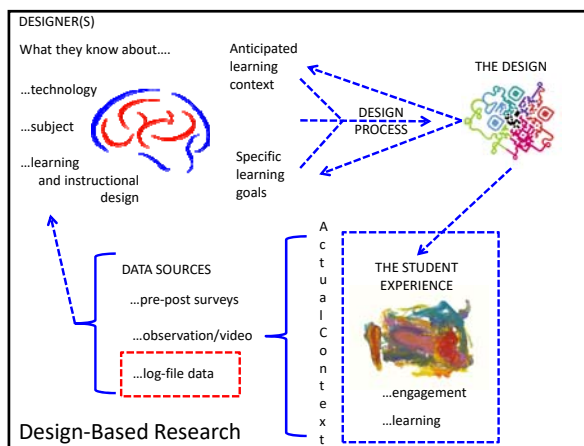 DESIGNER(S)
What they know about….
…technology
…subject
…learning
and instructional
design
Anticipated
learning
context
Specific
learning
goals
DESIGN
PROCESS
THE DESIGN
DATA SOURCES
…pre-post surveys
…observation/video
…log-file data
A
c
t
u
a
l
C
o
n
t
e
x
t
THE STUDENT
EXPERIENCE
…engagement
…learning
Design-Based Research